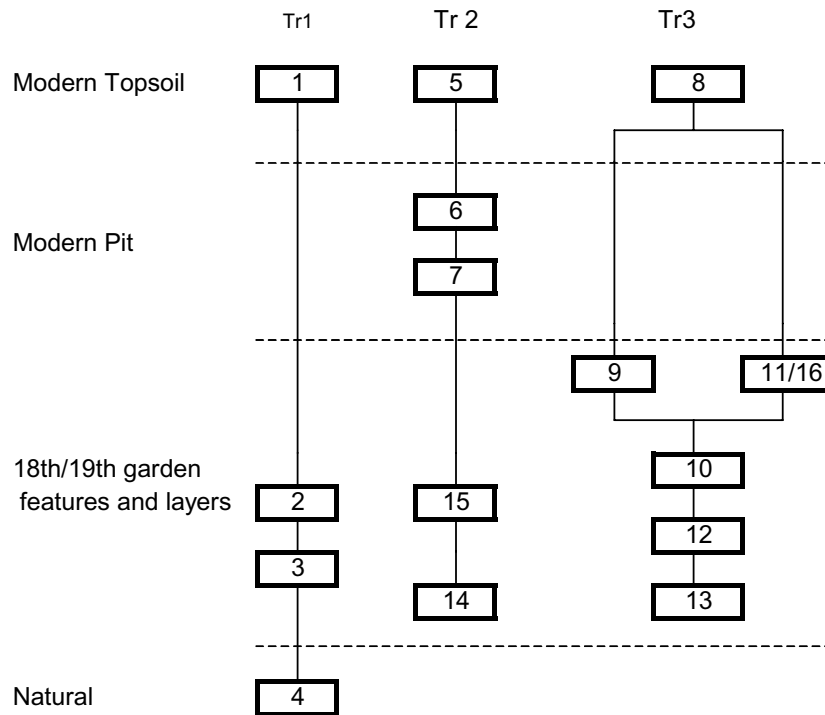 Tr1 Tr 2 Tr3
Modern Topsoil 1 5 8
6
Modern Pit
7
9 11/16
18th/19th garden 10
features and layers 2 15
12
3
14 13
Natural 4